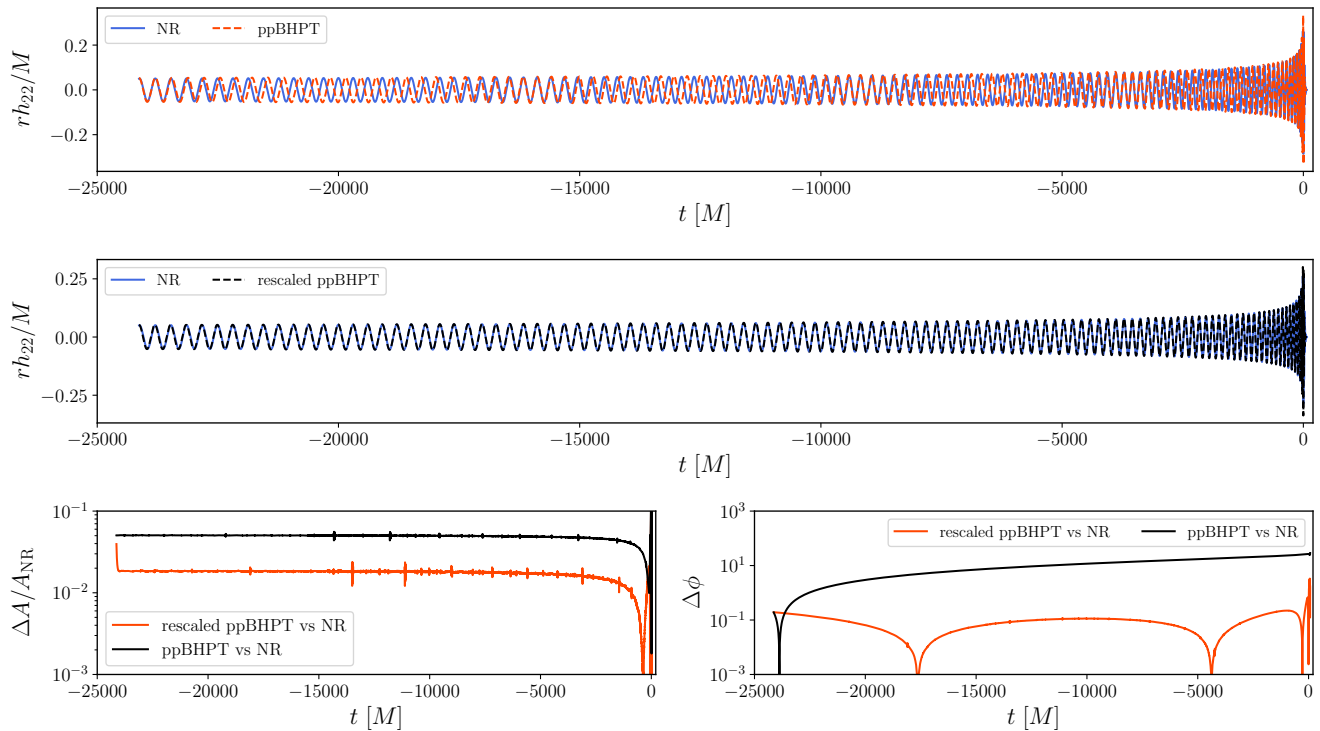 NR ppBHPT
rh₂₂/M
0.2
0.0
−0.2
−25000 −20000 −15000 −10000 −5000 0
t [M]
NR rescaled ppBHPT
rh₂₂/M
0.25
0.00
−0.25
−25000 −20000 −15000 −10000 −5000 0
t [M]
ΔA/A_NR
10⁻¹
10⁻²
10⁻³
rescaled ppBHPT vs NR
ppBHPT vs NR
−25000 −20000 −15000 −10000 −5000 0
t [M]
Δϕ
10³
10¹
10⁻¹
10⁻³
rescaled ppBHPT vs NR ppBHPT vs NR
−25000 −20000 −15000 −10000 −5000 0
t [M]